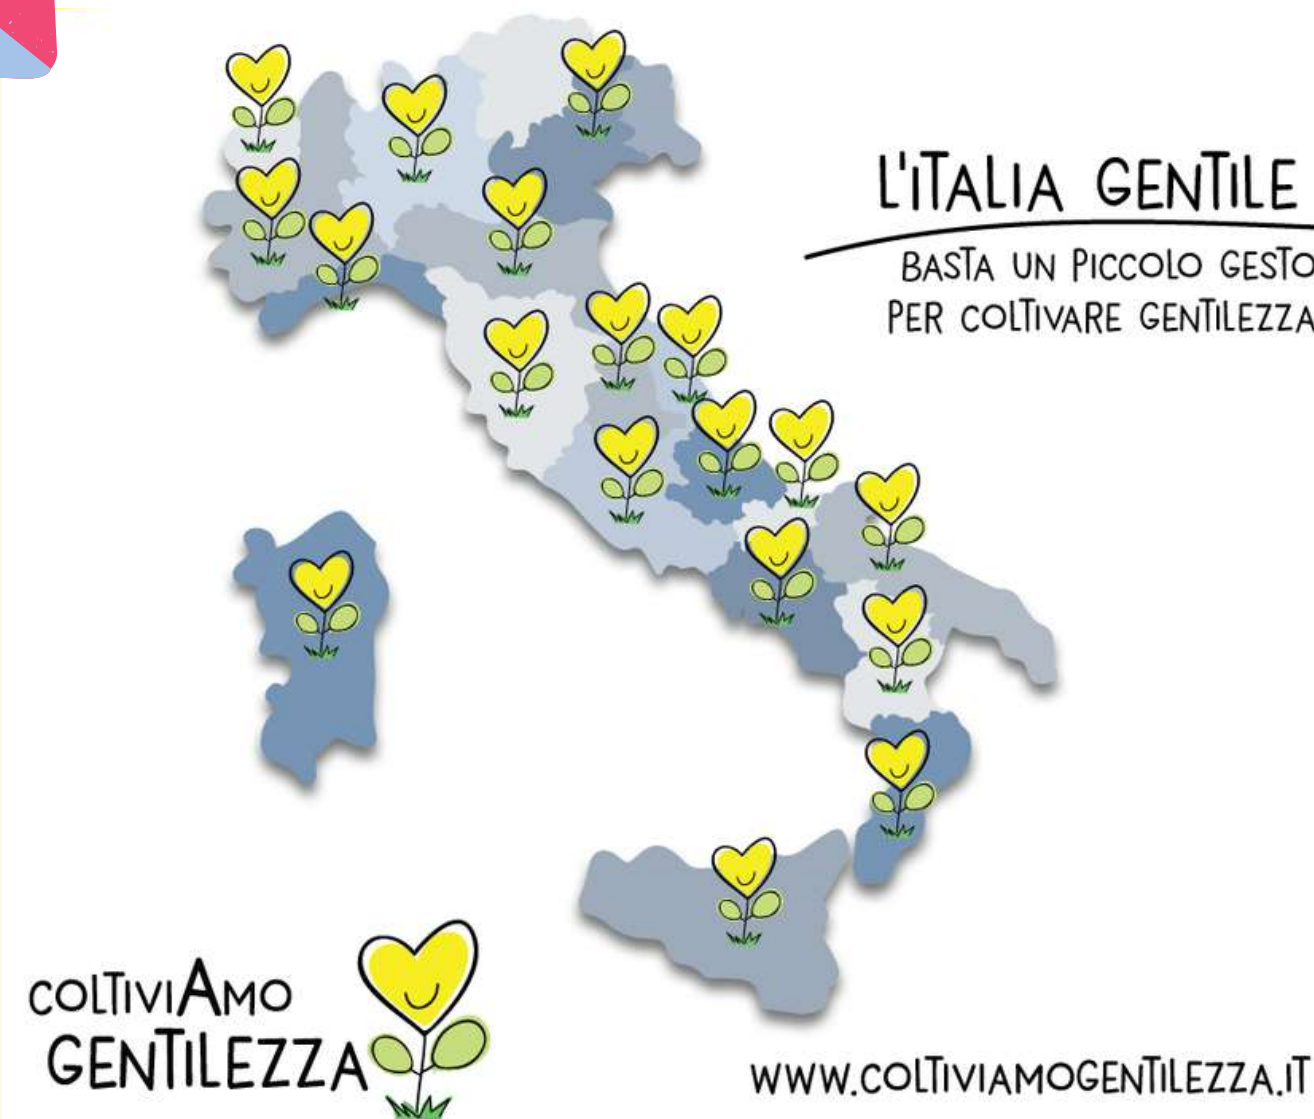 L'ITALIA GENTILE
BASTA UN PICCOLO GESTO
PER COLTIVARE GENTILEZZA
COLTIVIAMO
GENTILEZZA
WWW.COLTIVIAMOGENTILEZZA.IT